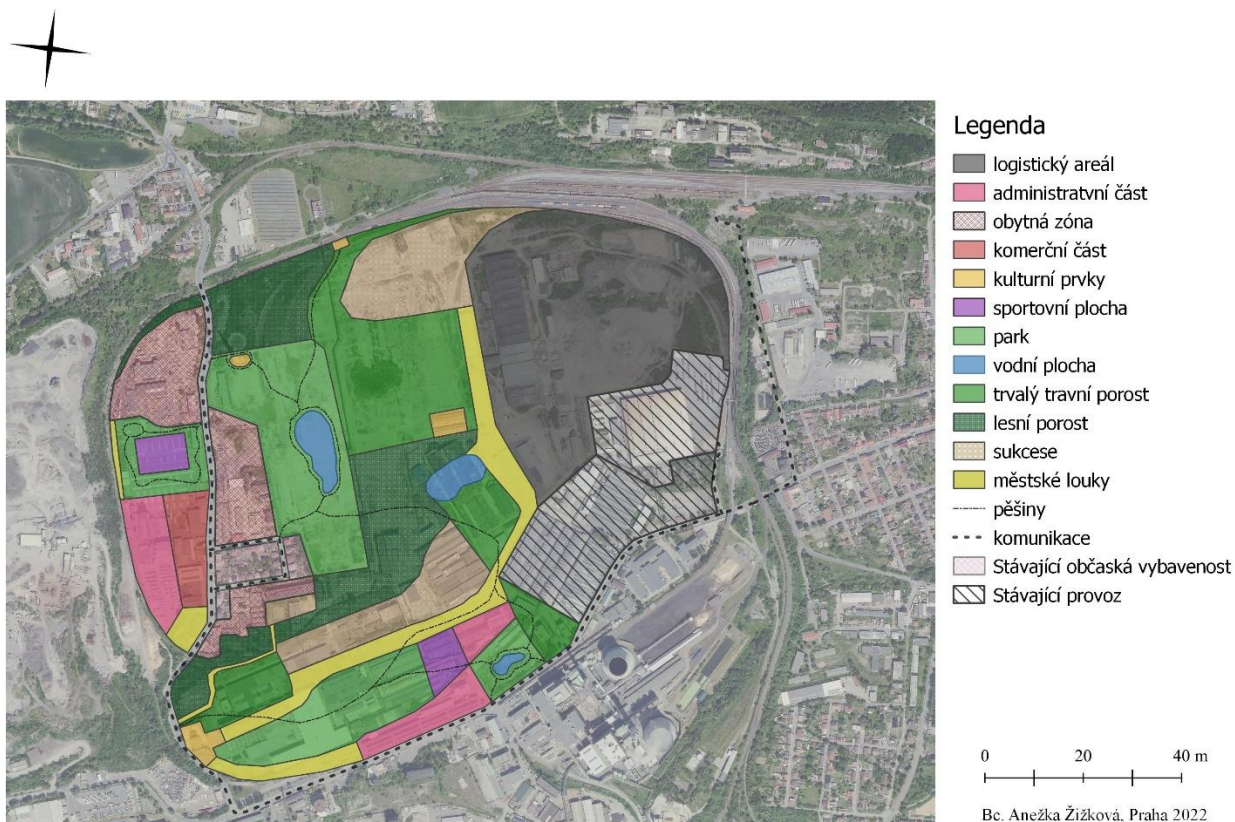 Legenda
logistický areál
administratvní část
obytná zóna
komerční část
kulturní prvky
sportovní plocha
park
vodní plocha
trvalý travní porost
lesní porost
sukcese
městské louky
pěšiny
komunikace
Stávající občaská vybavenost
Stávající provoz
0 20 40 m
Bc. Anežka Žižková, Praha 2022